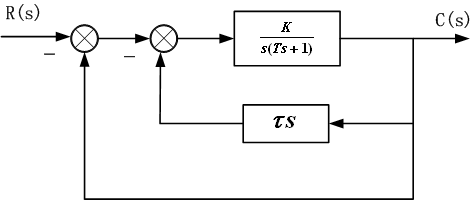 R(s)
C(s)
K
s(Ts+1)
−
−
τs